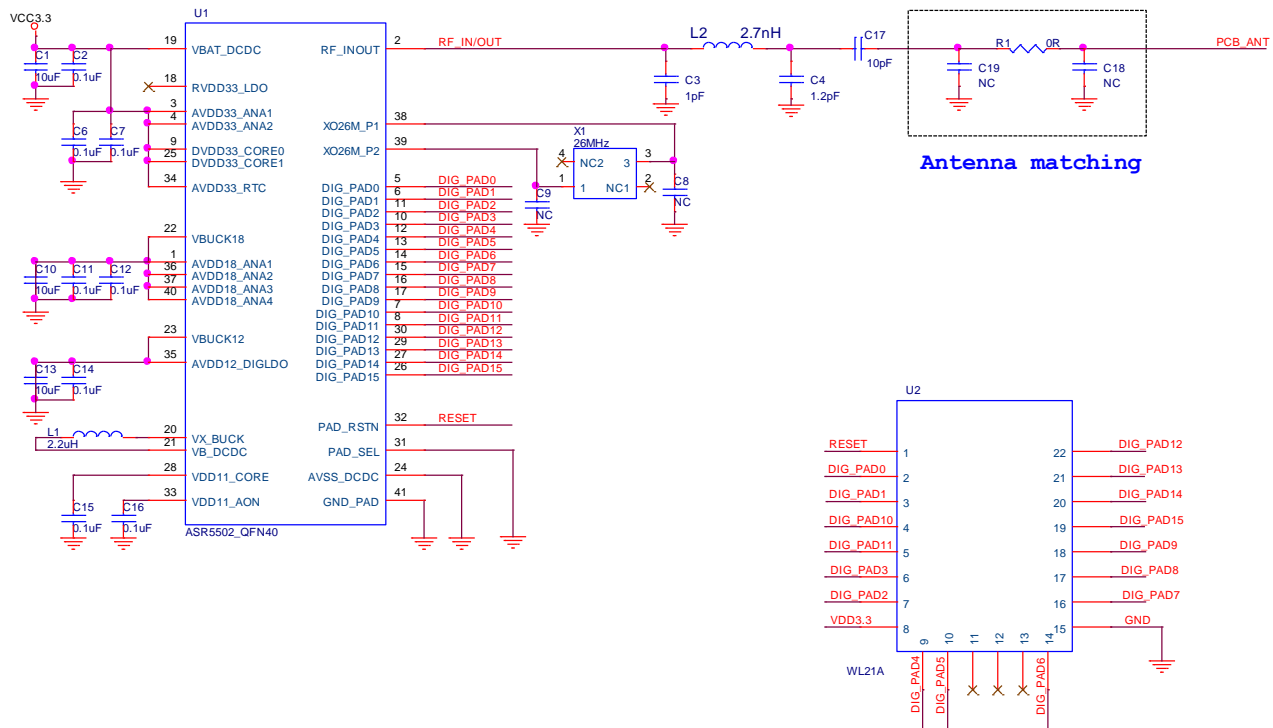 VCC3.3
U1
19 VBAT_DCDC
RF_INOUT 2 RF_IN/OUT
C1 10uF
C2 0.1uF
18 RVDD33_LDO
3 AVDD33_ANA1
4 AVDD33_ANA2
9 DVDD33_CORE0
25 DVDD33_CORE1
34 AVDD33_RTC
C6 0.1uF
C7 0.1uF
22 VBUCK18
1 AVDD18_ANA1
36 AVDD18_ANA2
37 AVDD18_ANA3
40 AVDD18_ANA4
C10 10uF
C11 0.1uF
C12 0.1uF
23 VBUCK12
35 AVDD12_DIGLDO
C13 10uF
C14 0.1uF
L1 2.2uH
20 VX_BUCK
21 VB_DCDC
28 VDD11_CORE
33 VDD11_AON
C15 0.1uF
C16 0.1uF
ASR5502_QFN40
XO26M_P1 38
XO26M_P2 39
DIG_PAD0 5 DIG_PAD0
DIG_PAD1 6 DIG_PAD1
DIG_PAD2 11 DIG_PAD2
DIG_PAD3 10 DIG_PAD3
DIG_PAD4 12 DIG_PAD4
DIG_PAD5 13 DIG_PAD5
DIG_PAD6 14 DIG_PAD6
DIG_PAD7 15 DIG_PAD7
DIG_PAD8 16 DIG_PAD8
DIG_PAD9 17 DIG_PAD9
DIG_PAD10 7 DIG_PAD10
DIG_PAD11 8 DIG_PAD11
DIG_PAD12 30 DIG_PAD12
DIG_PAD13 29 DIG_PAD13
DIG_PAD14 27 DIG_PAD14
DIG_PAD15 26 DIG_PAD15
PAD_RSTN 32 RESET
PAD_SEL 31
AVSS_DCDC 24
GND_PAD 41
X1
26MHz
4 NC2 3 3
1 1 NC1 2
C9 NC
C8 NC
L2 2.7nH
C3 1pF
C4 1.2pF
C17 10pF
C19 NC
R1 0R
C18 NC
PCB_ANT
Antenna matching
U2
RESET 1
DIG_PAD0 2
DIG_PAD1 3
DIG_PAD10 4
DIG_PAD11 5
DIG_PAD3 6
DIG_PAD2 7
VDD3.3 8
22 DIG_PAD12
21 DIG_PAD13
20 DIG_PAD14
19 DIG_PAD15
18 DIG_PAD9
17 DIG_PAD8
16 DIG_PAD7
15 GND
9 DIG_PAD4
10 DIG_PAD5
11
12
13
14 DIG_PAD6
WL21A